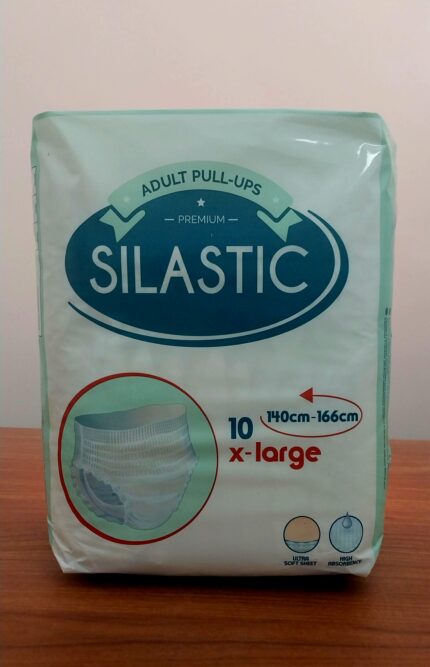 ADULT PULL-UPS
— PREMIUM —
SILASTIC
10
140cm-166cm
x-large
ULTRA
SOFT SHEET
HIGH
ABSORBENCY